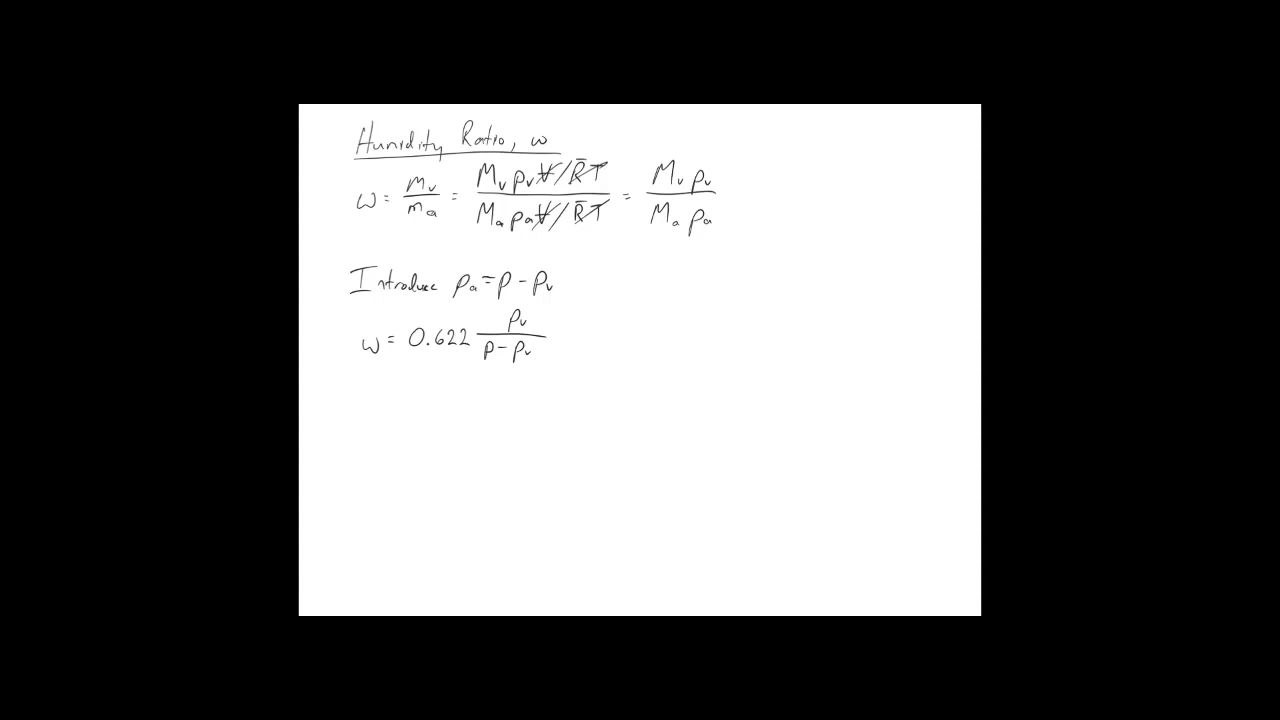 Humidity Ratio, ω
ω = m_v / m_a = (M_v p_v V̶/R̅T) / (M_a p_a V̶/R̅T) = (M_v p_v) / (M_a p_a)
Introduce p_a = p - p_v
ω = 0.622 p_v / (p - p_v)